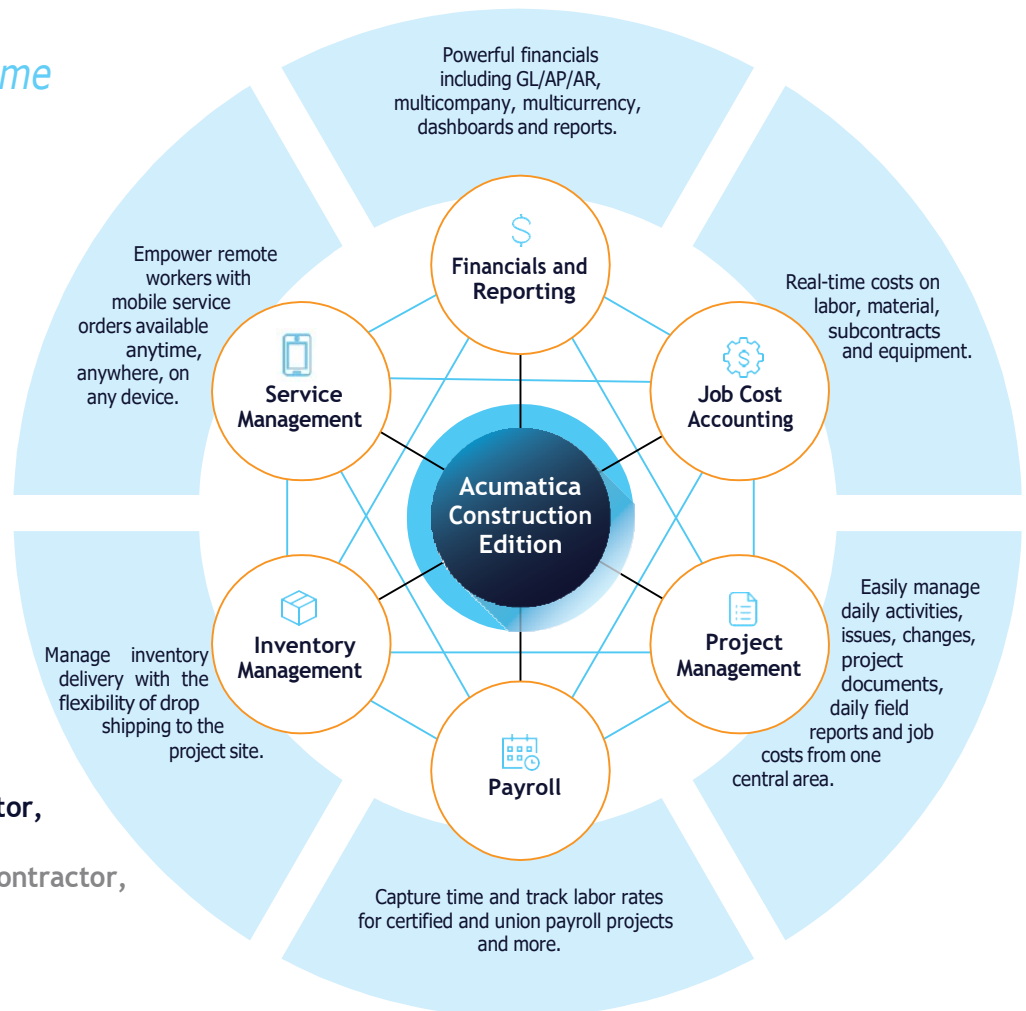 me
Powerful financials
including GL/AP/AR,
multicompany, multicurrency,
dashboards and reports.
$
Financials and
Reporting
Empower remote
workers with
mobile service
orders available
anytime,
anywhere, on
any device.
Service
Management
Real-time costs on
labor, material,
subcontracts
and equipment.
$
Job Cost
Accounting
Acumatica
Construction
Edition
Inventory
Management
Manage inventory
delivery with the
flexibility of drop
shipping to the
project site.
Project
Management
Easily manage
daily activities,
issues, changes,
project
documents,
daily field
reports and job
costs from one
central area.
Payroll
Capture time and track labor rates
for certified and union payroll projects
and more.
tor,
ontractor,